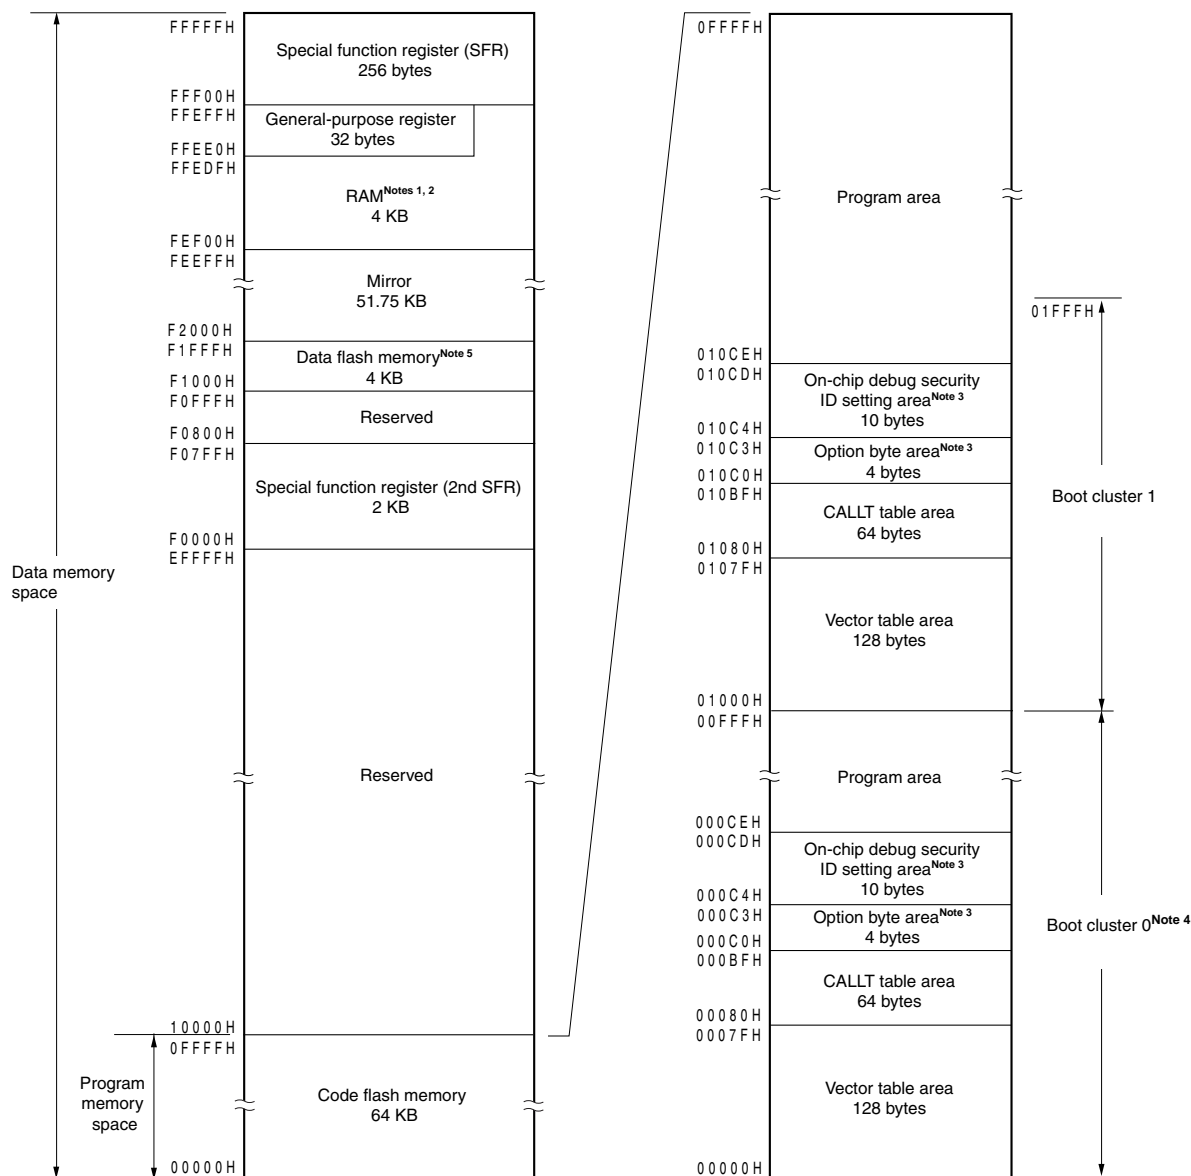 FFFFFH
Special function register (SFR)
256 bytes
FFF00H
FFEFFH
General-purpose register
32 bytes
FFEE0H
FFEDFH
RAMNotes 1, 2
4 KB
FEF00H
FEEFFH
Mirror
51.75 KB
F2000H
F1FFFH
Data flash memoryNote 5
4 KB
F1000H
F0FFFH
Reserved
F0800H
F07FFH
Special function register (2nd SFR)
2 KB
F0000H
EFFFFH
Data memory
space
Reserved
10000H
0FFFFH
Program
memory
space
Code flash memory
64 KB
00000H
0FFFFH
Program area
01FFFH
010CEH
010CDH
On-chip debug security
ID setting areaNote 3
10 bytes
010C4H
010C3H
Option byte areaNote 3
4 bytes
010C0H
010BFH
Boot cluster 1
CALLT table area
64 bytes
01080H
0107FH
Vector table area
128 bytes
01000H
00FFFH
Program area
000CEH
000CDH
On-chip debug security
ID setting areaNote 3
10 bytes
000C4H
000C3H
Option byte areaNote 3
4 bytes
Boot cluster 0Note 4
000C0H
000BFH
CALLT table area
64 bytes
00080H
0007FH
Vector table area
128 bytes
00000H